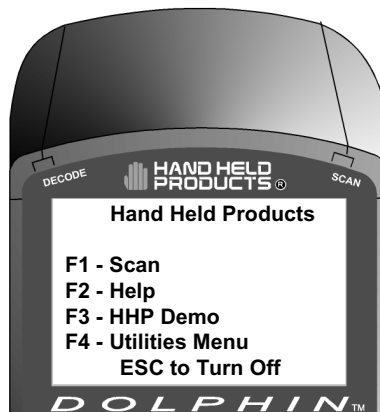 DECODE
SCAN
HAND HELD
PRODUCTS ®
Hand Held Products
F1 - Scan
F2 - Help
F3 - HHP Demo
F4 - Utilities Menu
ESC to Turn Off
DOLPHIN™